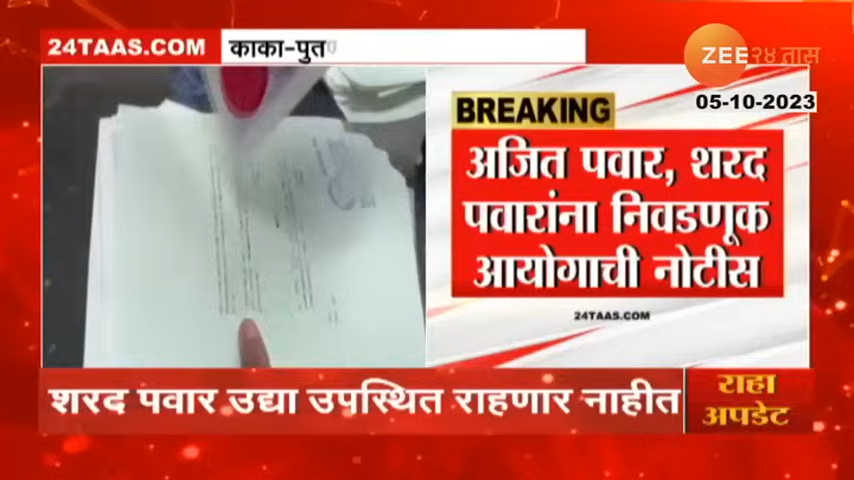 24TAAS.COM
काका-पुत
ZEE २४ तास
05-10-2023
BREAKING
अजित पवार, शरद
पवारांना निवडणूक
आयोगाची नोटीस
24TAAS.COM
शरद पवार उद्या उपस्थित राहणार नाहीत
राहा
अपडेट